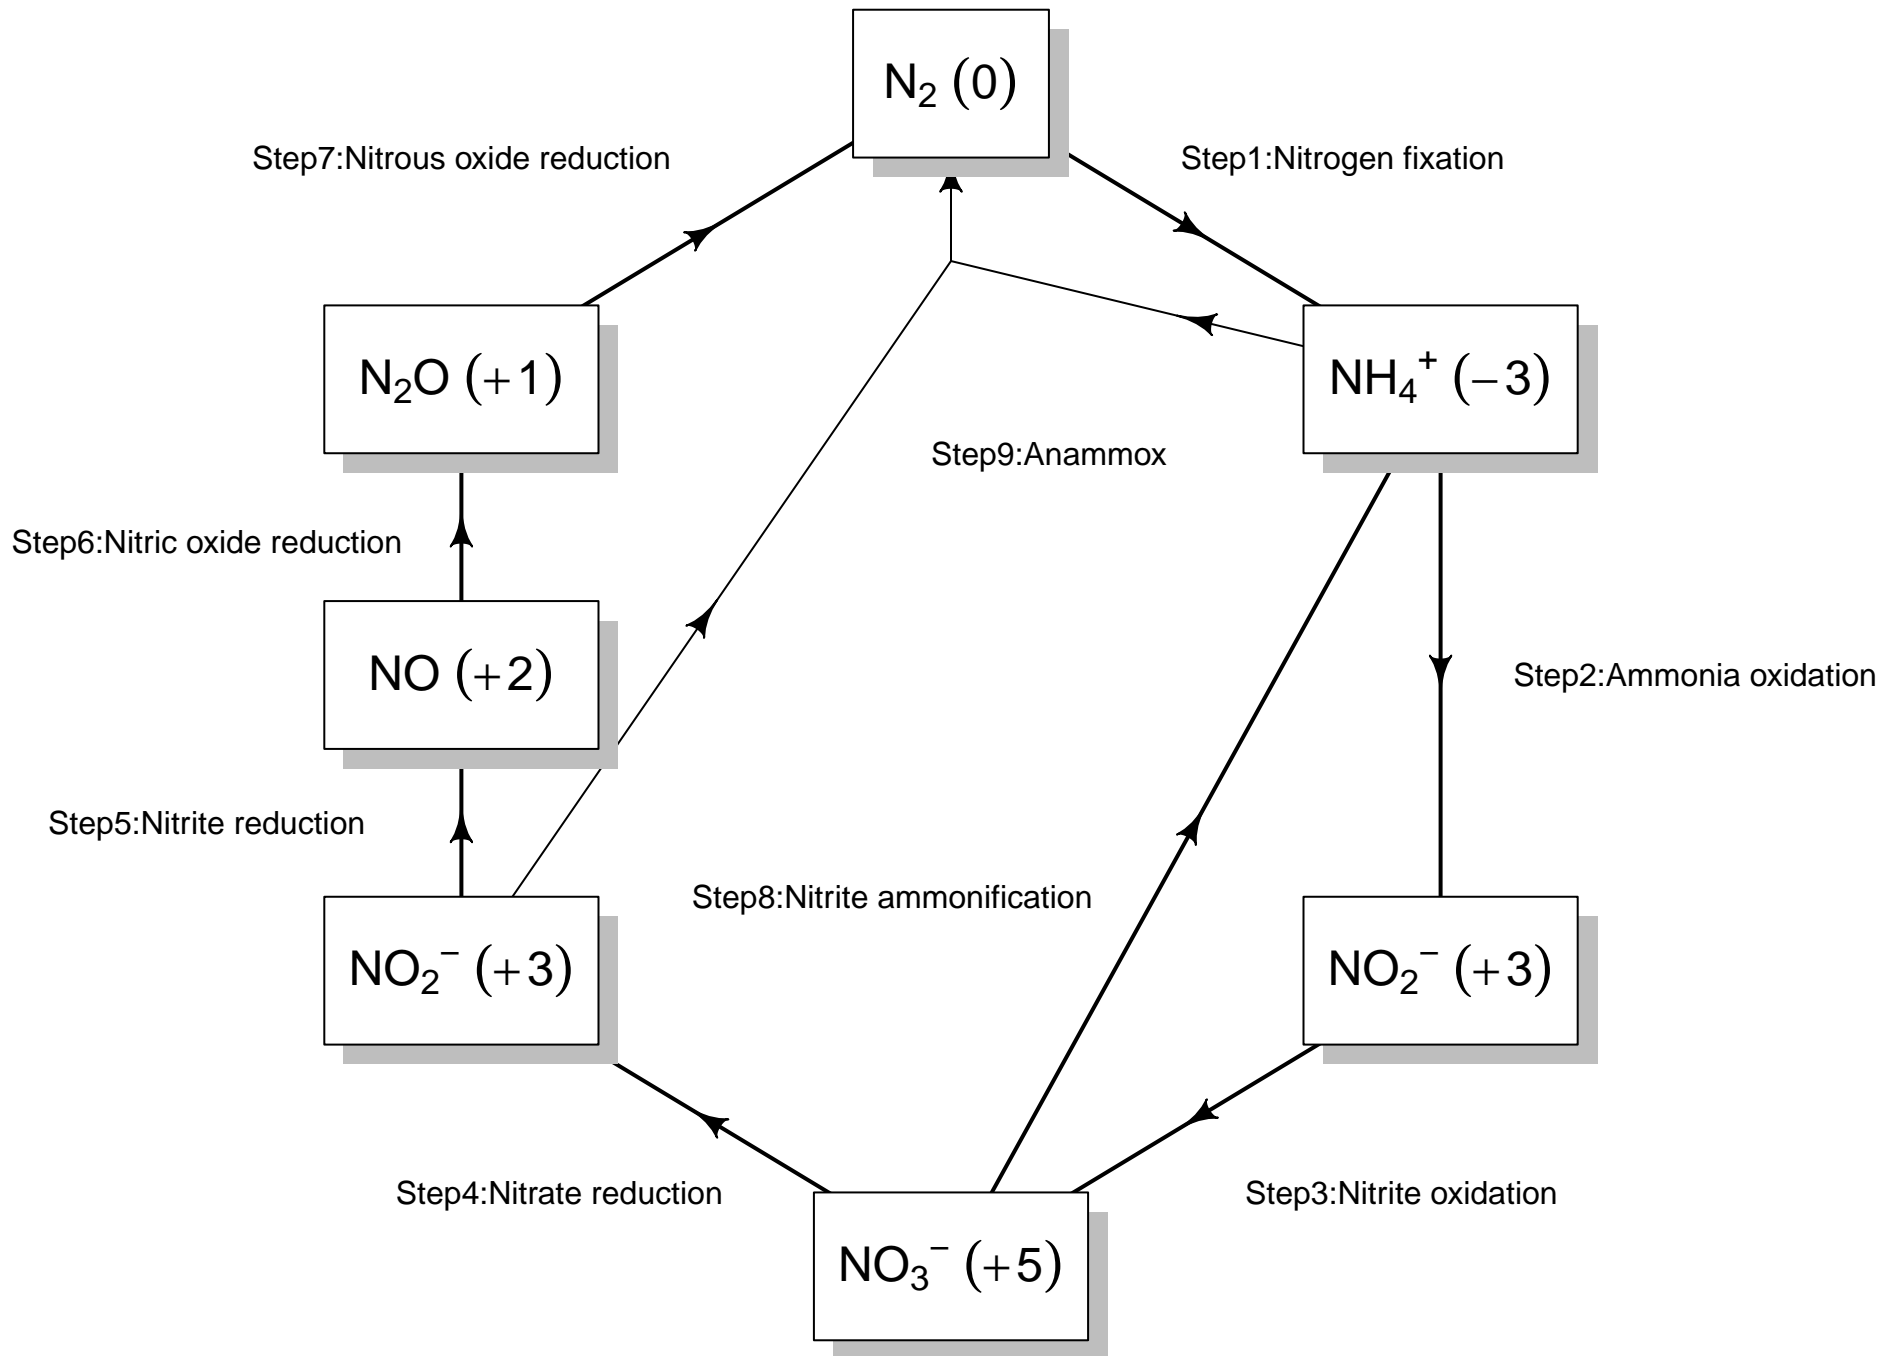 N₂ (0)
Step7:Nitrous oxide reduction
Step1:Nitrogen fixation
N₂O (+1)
NH₄⁺ (−3)
Step9:Anammox
Step6:Nitric oxide reduction
NO (+2)
Step2:Ammonia oxidation
Step5:Nitrite reduction
Step8:Nitrite ammonification
NO₂⁻ (+3)
NO₂⁻ (+3)
Step4:Nitrate reduction
Step3:Nitrite oxidation
NO₃⁻ (+5)